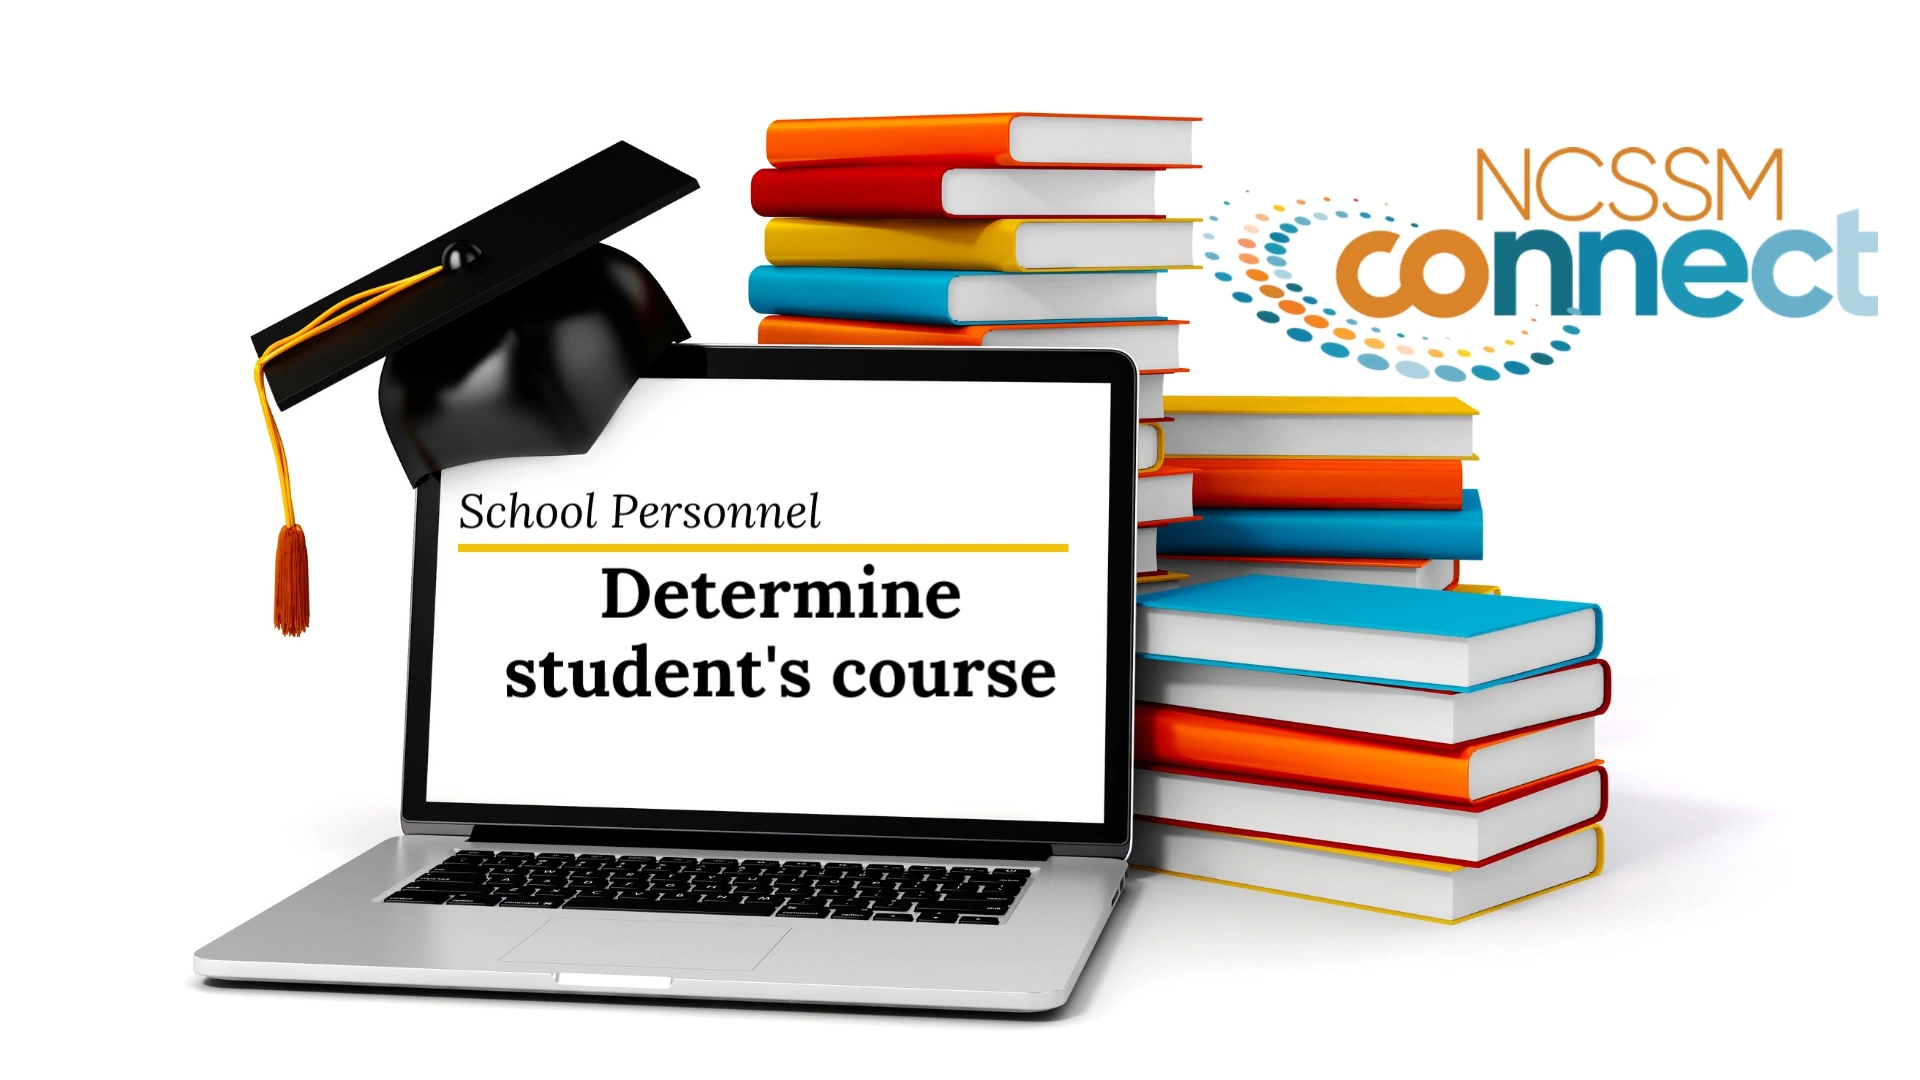 NCSSM
connect
School Personnel
Determine
student's course